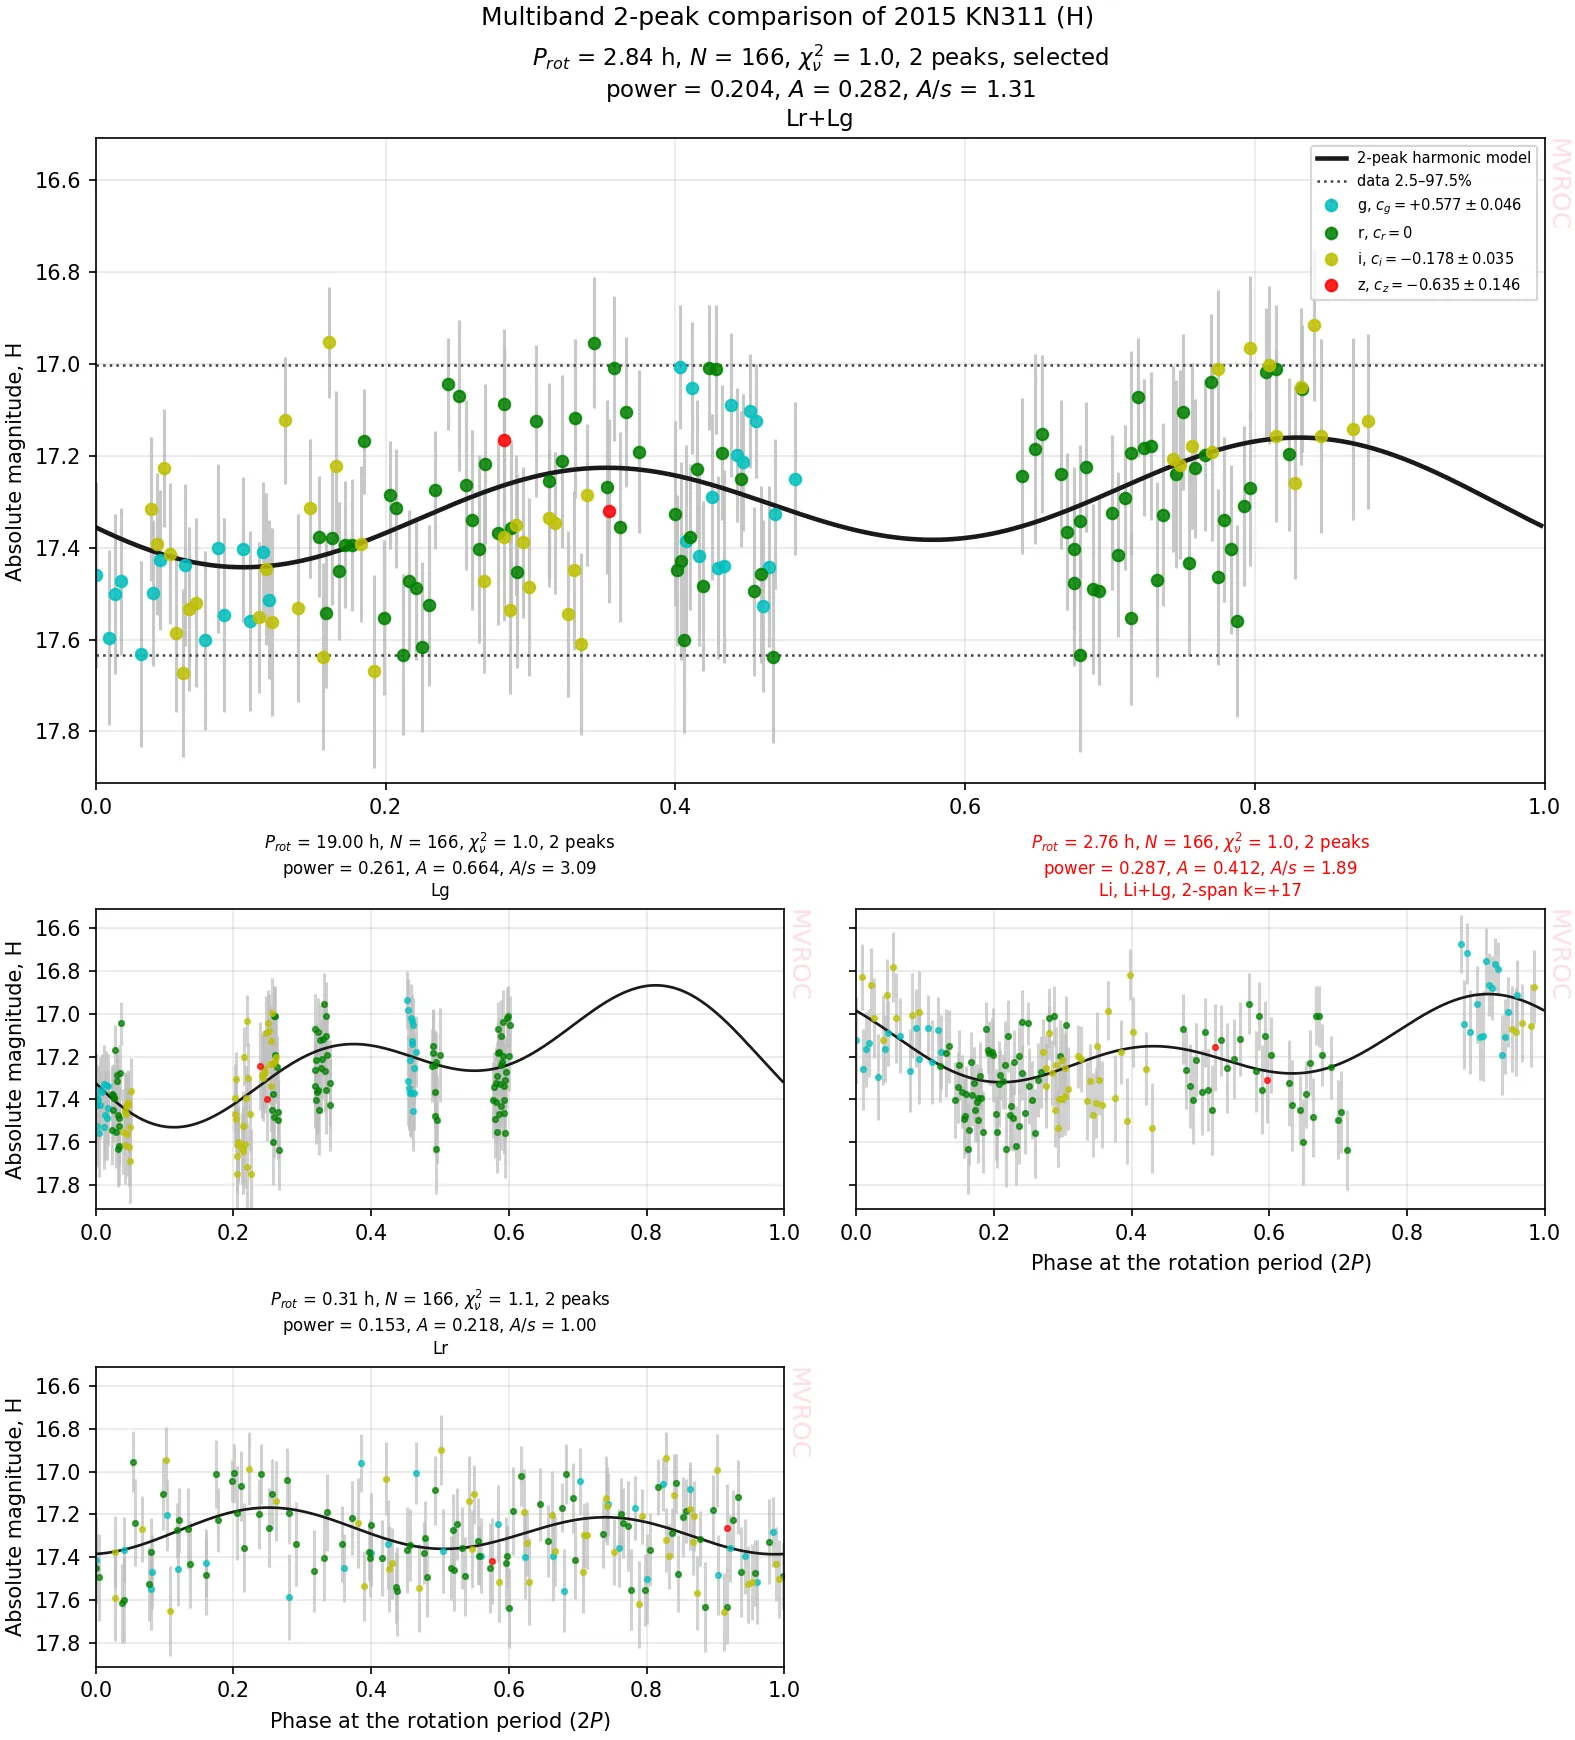 Multiband 2-peak comparison of 2015 KN311 (H)
P_rot = 2.84 h, N = 166, χ²_ν = 1.0, 2 peaks, selected
power = 0.204, A = 0.282, A/s = 1.31
Lr+Lg
2-peak harmonic model
data 2.5–97.5%
g, c_g = +0.577 ± 0.046
r, c_r = 0
i, c_i = −0.178 ± 0.035
z, c_z = −0.635 ± 0.146
MVROC
Absolute magnitude, H
16.6
16.8
17.0
17.2
17.4
17.6
17.8
0.0 0.2 0.4 0.6 0.8 1.0
P_rot = 19.00 h, N = 166, χ²_ν = 1.0, 2 peaks
power = 0.261, A = 0.664, A/s = 3.09
Lg
MVROC
Absolute magnitude, H
16.6
16.8
17.0
17.2
17.4
17.6
17.8
0.0 0.2 0.4 0.6 0.8 1.0
P_rot = 2.76 h, N = 166, χ²_ν = 1.0, 2 peaks
power = 0.287, A = 0.412, A/s = 1.89
Li, Li+Lg, 2-span k=+17
MVROC
0.0 0.2 0.4 0.6 0.8 1.0
Phase at the rotation period (2P)
P_rot = 0.31 h, N = 166, χ²_ν = 1.1, 2 peaks
power = 0.153, A = 0.218, A/s = 1.00
Lr
MVROC
Absolute magnitude, H
16.6
16.8
17.0
17.2
17.4
17.6
17.8
0.0 0.2 0.4 0.6 0.8 1.0
Phase at the rotation period (2P)